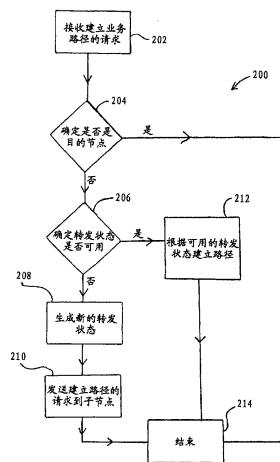 接收建立业务
路径的请求
202
200
204
确定是否是
目的节点
是
否
206
212
确定转发状态
是否可用
是
根据可用的转发
状态建立路径
否
208
生成新的转发
状态
210
发送建立路径的
请求到子节点
214
结束